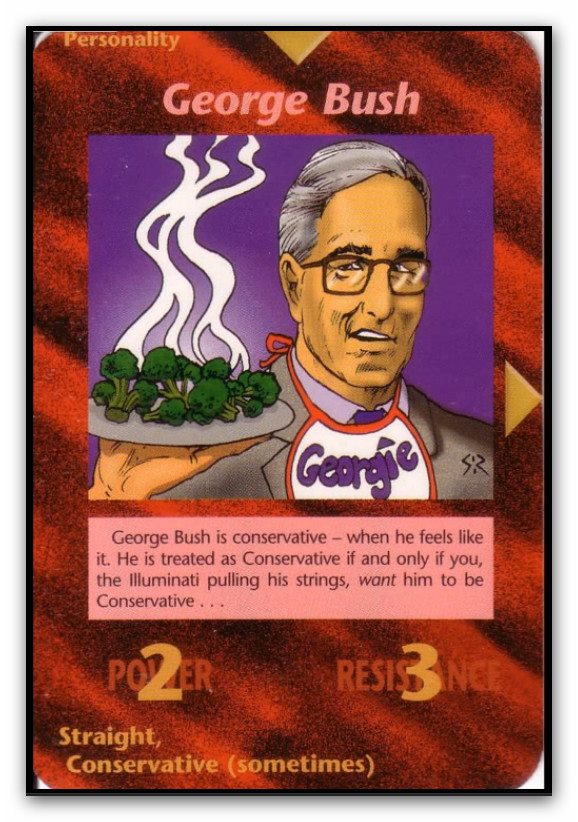 Personality
George Bush
Georgie
SR
George Bush is conservative – when he feels like
it. He is treated as Conservative if and only if you,
the Illuminati pulling his strings, want him to be
Conservative . . .
POWER 2 RESISTANCE 3
Straight,
Conservative (sometimes)